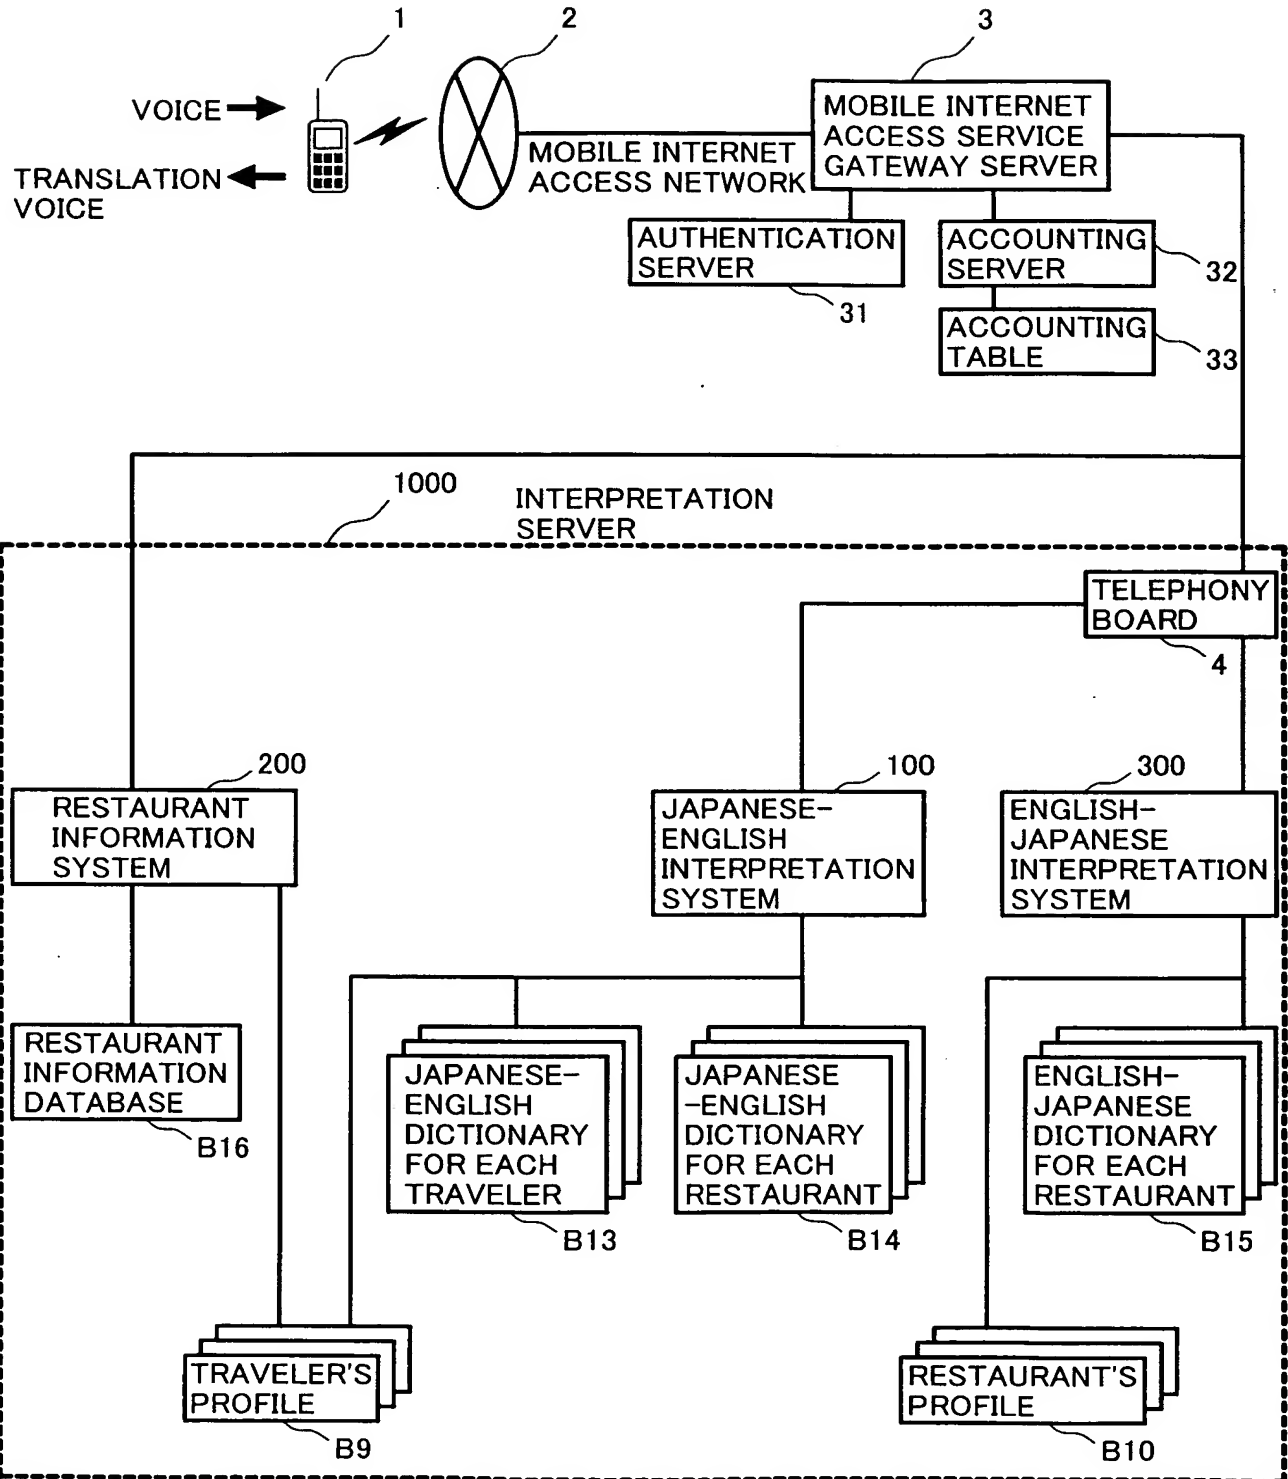 1
2
3
VOICE
TRANSLATION
VOICE
MOBILE INTERNET
ACCESS NETWORK
MOBILE INTERNET
ACCESS SERVICE
GATEWAY SERVER
AUTHENTICATION
SERVER
31
ACCOUNTING
SERVER
32
ACCOUNTING
TABLE
33
1000
INTERPRETATION
SERVER
TELEPHONY
BOARD
4
200
RESTAURANT
INFORMATION
SYSTEM
100
JAPANESE-
ENGLISH
INTERPRETATION
SYSTEM
300
ENGLISH-
JAPANESE
INTERPRETATION
SYSTEM
RESTAURANT
INFORMATION
DATABASE
B16
JAPANESE-
ENGLISH
DICTIONARY
FOR EACH
TRAVELER
B13
JAPANESE
-ENGLISH
DICTIONARY
FOR EACH
RESTAURANT
B14
ENGLISH-
JAPANESE
DICTIONARY
FOR EACH
RESTAURANT
B15
TRAVELER'S
PROFILE
B9
RESTAURANT'S
PROFILE
B10